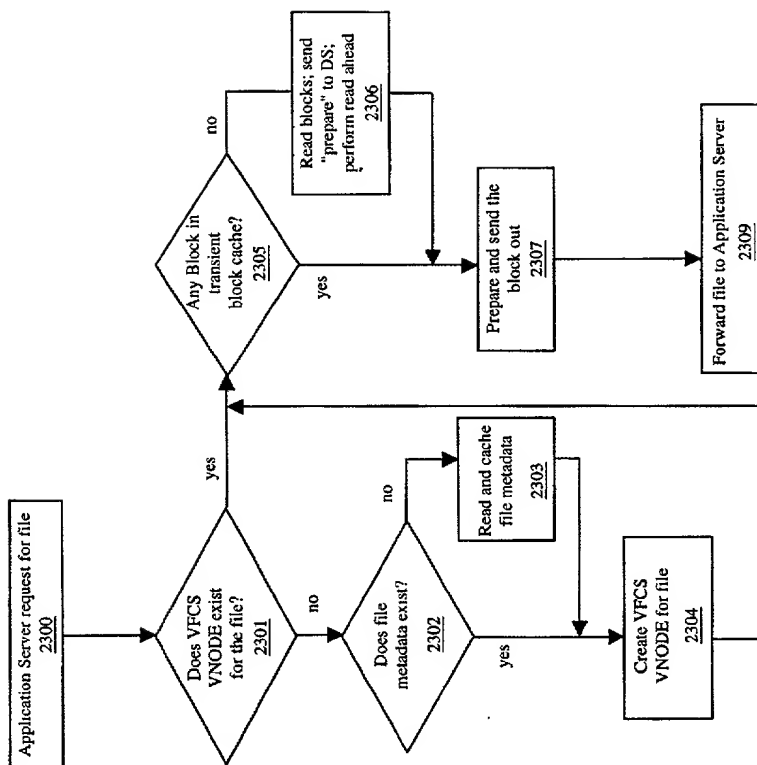 Application Server request for file
2300
Does VFCS
VNODE exist
for the file?
2301
yes
no
Does file
metadata exist?
2302
no
yes
Read and cache
file metadata
2303
Create VFCS
VNODE for file
2304
Any Block in
transient
block cache?
2305
no
yes
Read blocks; send
"prepare" to DS;
perform read ahead
2306
Prepare and send the
block out
2307
Forward file to Application Server
2309